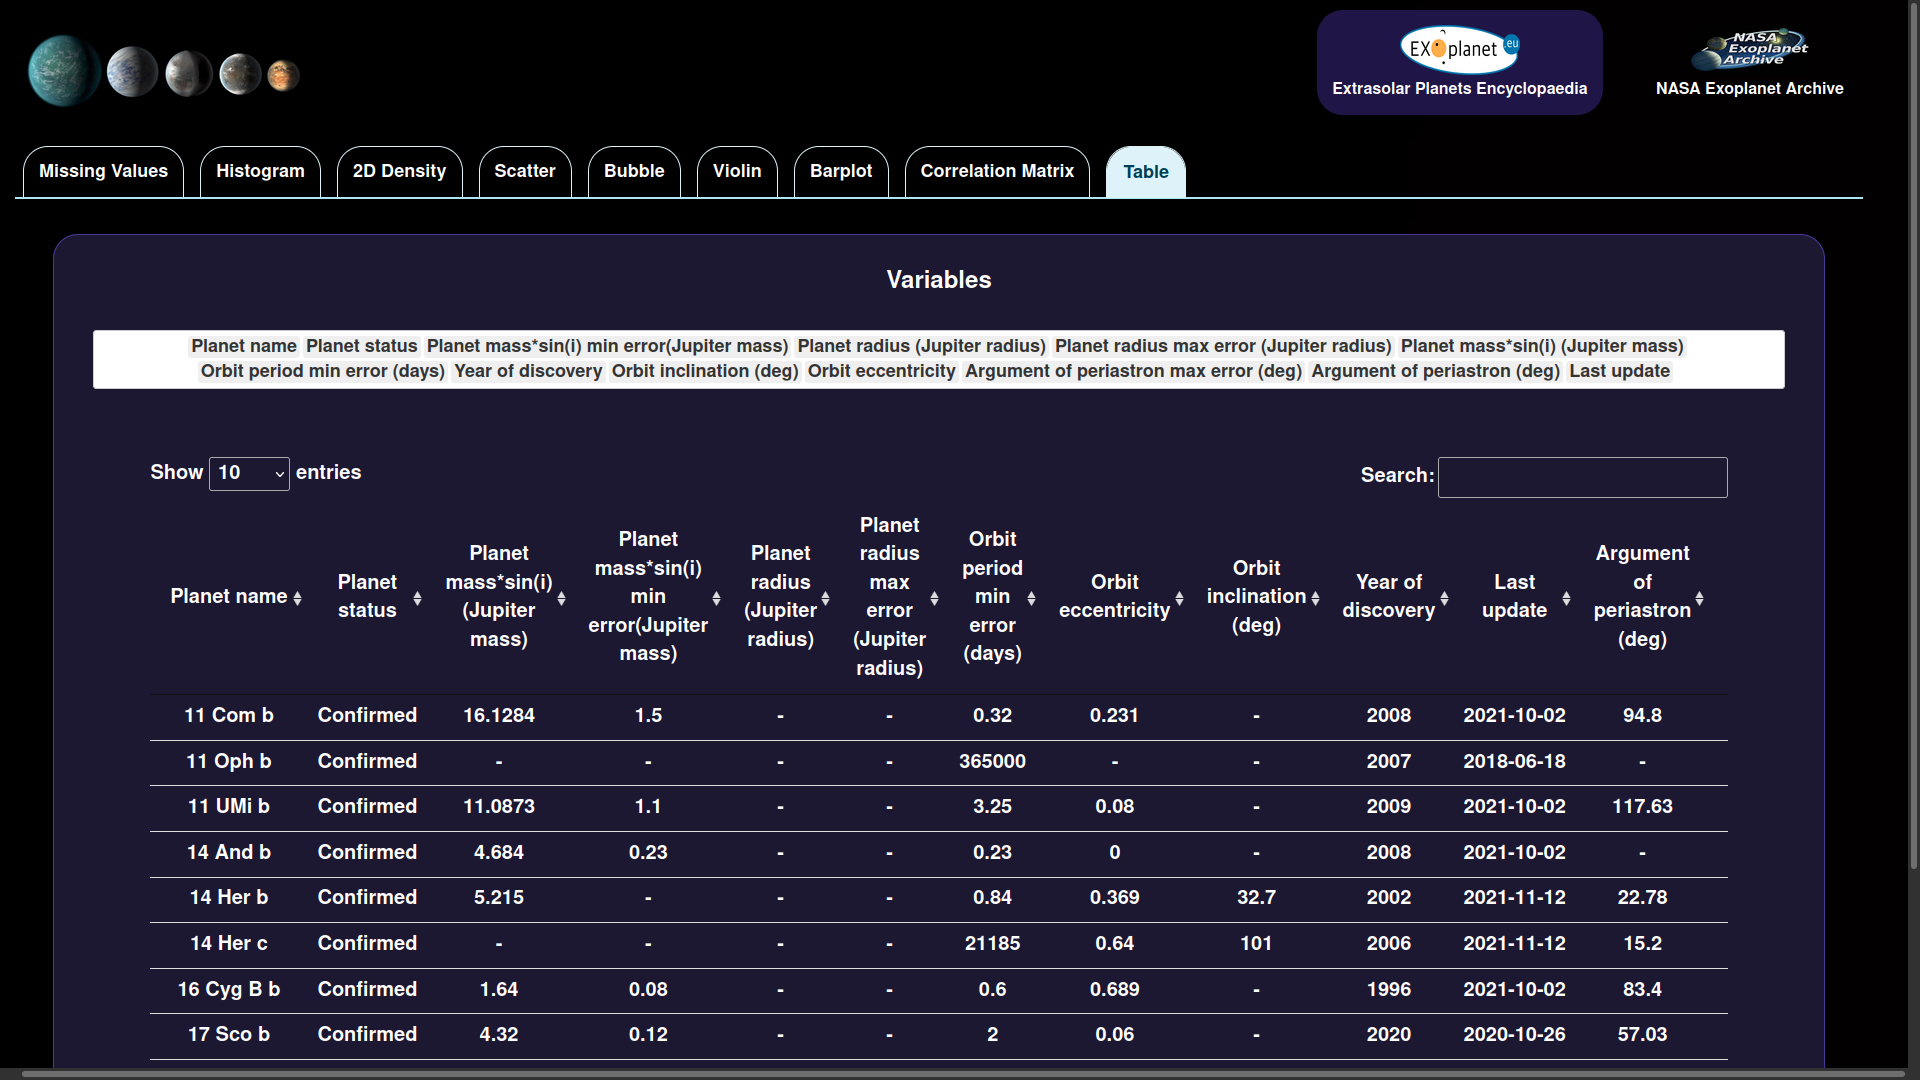 EXoplanet .eu
Extrasolar Planets Encyclopaedia
NASA
Exoplanet
Archive
NASA Exoplanet Archive
Missing Values Histogram 2D Density Scatter Bubble Violin Barplot Correlation Matrix Table
Variables
Planet name Planet status Planet mass*sin(i) min error(Jupiter mass) Planet radius (Jupiter radius) Planet radius max error (Jupiter radius) Planet mass*sin(i) (Jupiter mass)
Orbit period min error (days) Year of discovery Orbit inclination (deg) Orbit eccentricity Argument of periastron max error (deg) Argument of periastron (deg) Last update
Show 10 entries
Search:
Planet name
Planet
status
Planet
mass*sin(i)
(Jupiter
mass)
Planet
mass*sin(i)
min
error(Jupiter
mass)
Planet
radius
(Jupiter
radius)
Planet
radius
max
error
(Jupiter
radius)
Orbit
period
min
error
(days)
Orbit
eccentricity
Orbit
inclination
(deg)
Year of
discovery
Last
update
Argument
of
periastron
(deg)
11 Com b Confirmed 16.1284 1.5 - - 0.32 0.231 - 2008 2021-10-02 94.8
11 Oph b Confirmed - - - - 365000 - - 2007 2018-06-18 -
11 UMi b Confirmed 11.0873 1.1 - - 3.25 0.08 - 2009 2021-10-02 117.63
14 And b Confirmed 4.684 0.23 - - 0.23 0 - 2008 2021-10-02 -
14 Her b Confirmed 5.215 - - - 0.84 0.369 32.7 2002 2021-11-12 22.78
14 Her c Confirmed - - - - 21185 0.64 101 2006 2021-11-12 15.2
16 Cyg B b Confirmed 1.64 0.08 - - 0.6 0.689 - 1996 2021-10-02 83.4
17 Sco b Confirmed 4.32 0.12 - - 2 0.06 - 2020 2020-10-26 57.03